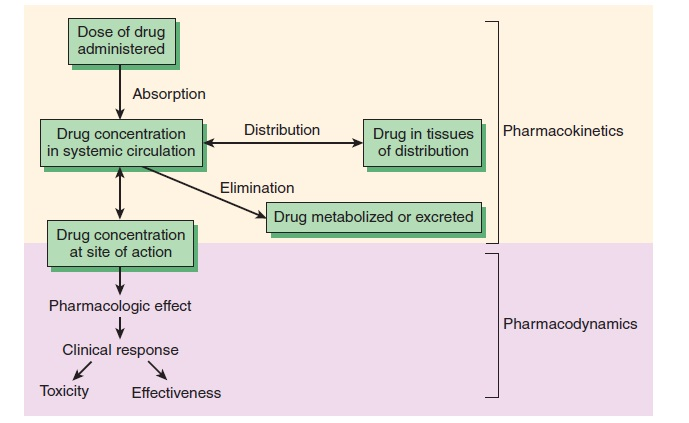 Dose of drug
administered
Absorption
Drug concentration
in systemic circulation
Distribution
Drug in tissues
of distribution
Pharmacokinetics
Elimination
Drug metabolized or excreted
Drug concentration
at site of action
Pharmacologic effect
Pharmacodynamics
Clinical response
Toxicity
Effectiveness